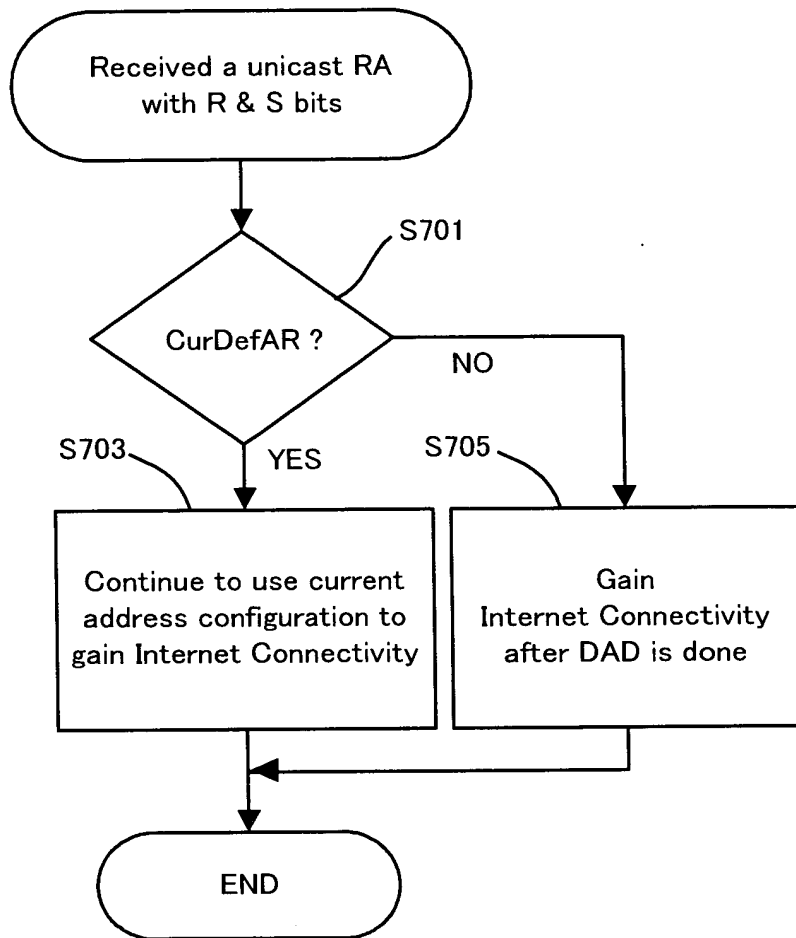 Received a unicast RA
with R & S bits
S701
CurDefAR ?
NO
YES
S703
S705
Continue to use current
address configuration to
gain Internet Connectivity
Gain
Internet Connectivity
after DAD is done
END